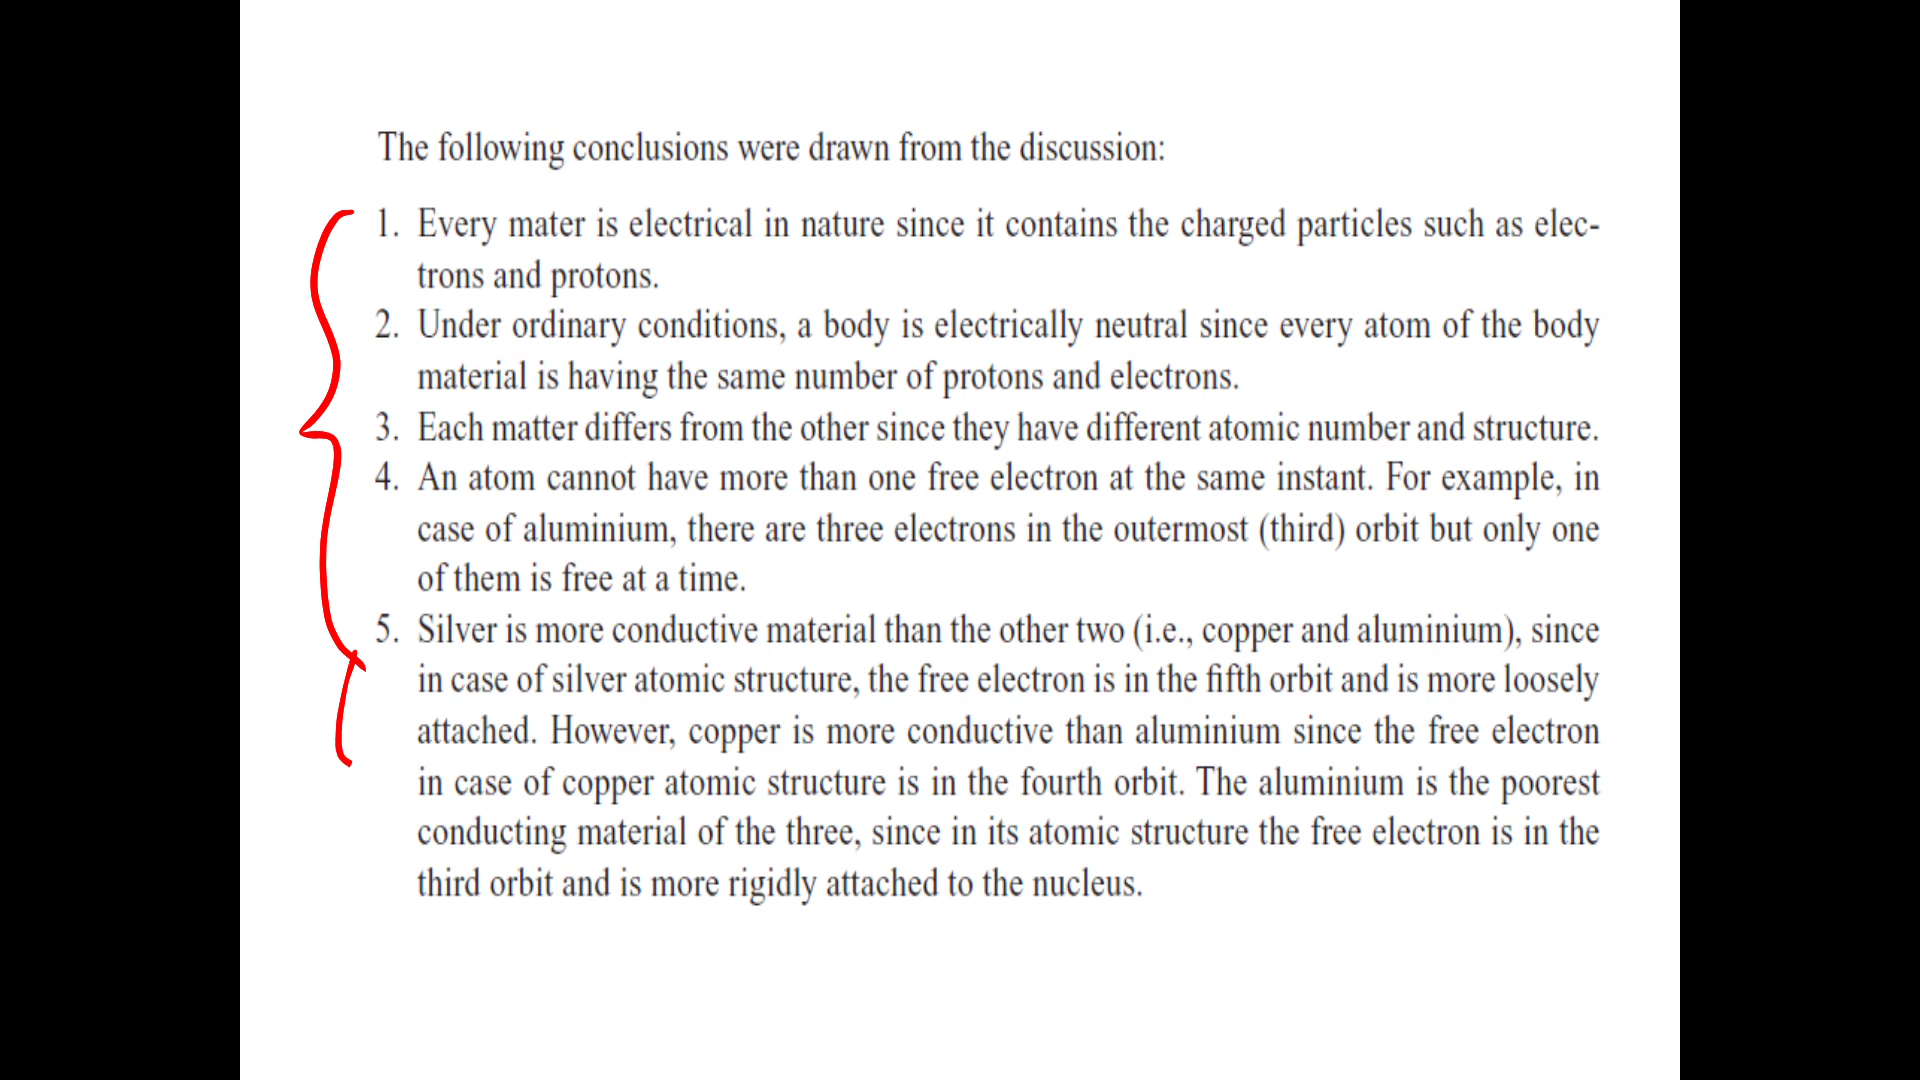 The following conclusions were drawn from the discussion:
1. Every mater is electrical in nature since it contains the charged particles such as elec-
trons and protons.
2. Under ordinary conditions, a body is electrically neutral since every atom of the body
material is having the same number of protons and electrons.
3. Each matter differs from the other since they have different atomic number and structure.
4. An atom cannot have more than one free electron at the same instant. For example, in
case of aluminium, there are three electrons in the outermost (third) orbit but only one
of them is free at a time.
5. Silver is more conductive material than the other two (i.e., copper and aluminium), since
in case of silver atomic structure, the free electron is in the fifth orbit and is more loosely
attached. However, copper is more conductive than aluminium since the free electron
in case of copper atomic structure is in the fourth orbit. The aluminium is the poorest
conducting material of the three, since in its atomic structure the free electron is in the
third orbit and is more rigidly attached to the nucleus.